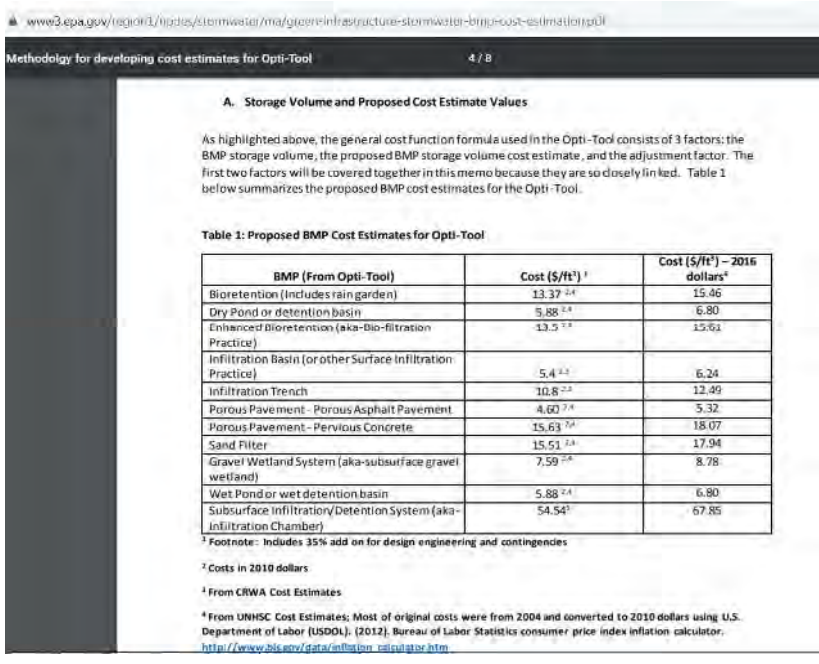 www3.epa.gov/region1/npdes/stormwater/ma/green-infrastructure-stormwater-bmp-cost-estimation.pdf
Methodolgy for developing cost estimates for Opti-Tool 4 / 8
A. Storage Volume and Proposed Cost Estimate Values
As highlighted above, the general cost function formula used in the Opti-Tool consists of 3 factors: the
BMP storage volume, the proposed BMP storage volume cost estimate, and the adjustment factor. The
first two factors will be covered together in this memo because they are so closely linked. Table 1
below summarizes the proposed BMP cost estimates for the Opti-Tool.
Table 1: Proposed BMP Cost Estimates for Opti-Tool
BMP (From Opti-Tool) Cost ($/ft³) ¹ Cost ($/ft³) – 2016
dollars⁴
Bioretention (Includes rain garden) 13.37 ²,⁴ 15.46
Dry Pond or detention basin 5.88 ²,⁴ 6.80
Enhanced Bioretention (aka-Bio-filtration
Practice) 13.5 ²,³ 15.61
Infiltration Basin (or other Surface Infiltration
Practice) 5.4 ²,³ 6.24
Infiltration Trench 10.8 ²,³ 12.49
Porous Pavement - Porous Asphalt Pavement 4.60 ²,⁴ 5.32
Porous Pavement - Pervious Concrete 15.63 ²,⁴ 18.07
Sand Filter 15.51 ²,⁴ 17.94
Gravel Wetland System (aka-subsurface gravel
wetland) 7.59 ²,⁴ 8.78
Wet Pond or wet detention basin 5.88 ²,⁴ 6.80
Subsurface Infiltration/Detention System (aka-
Infiltration Chamber) 54.54⁵ 67.85
¹ Footnote: Includes 35% add on for design engineering and contingencies
² Costs in 2010 dollars
³ From CRWA Cost Estimates
⁴ From UNHSC Cost Estimates; Most of original costs were from 2004 and converted to 2010 dollars using U.S.
Department of Labor (USDOL). (2012). Bureau of Labor Statistics consumer price index inflation calculator.
http://www.bls.gov/data/inflation_calculator.htm